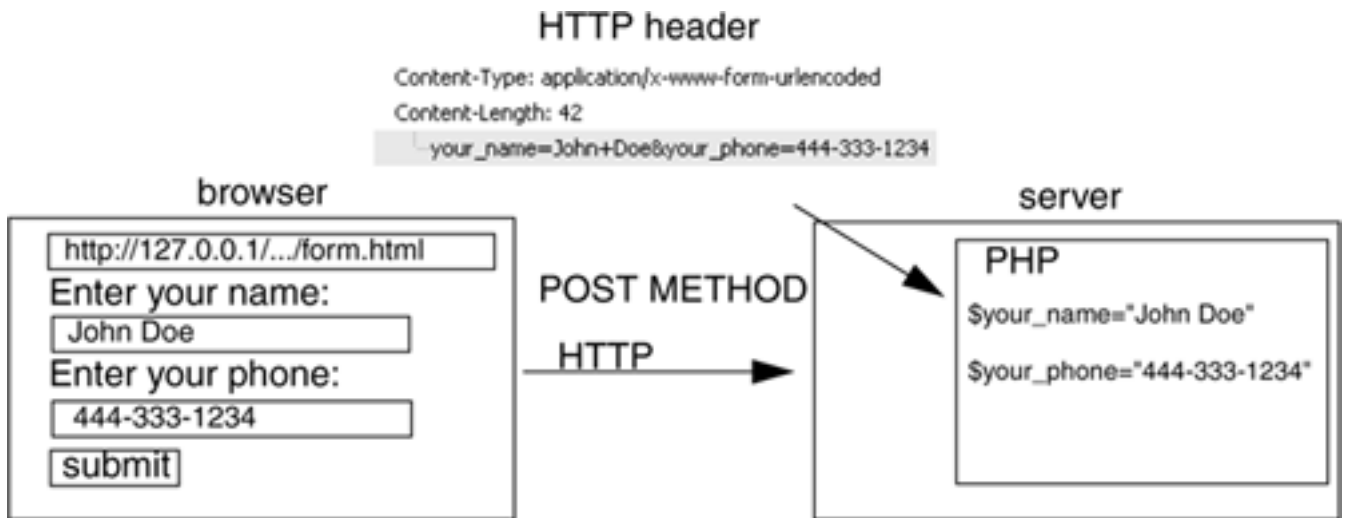 HTTP header
Content-Type: application/x-www-form-urlencoded
Content-Length: 42
your_name=John+Doe&your_phone=444-333-1234
browser
http://127.0.0.1/.../form.html
Enter your name:
John Doe
Enter your phone:
444-333-1234
submit
POST METHOD
HTTP
server
PHP
$your_name="John Doe"
$your_phone="444-333-1234"